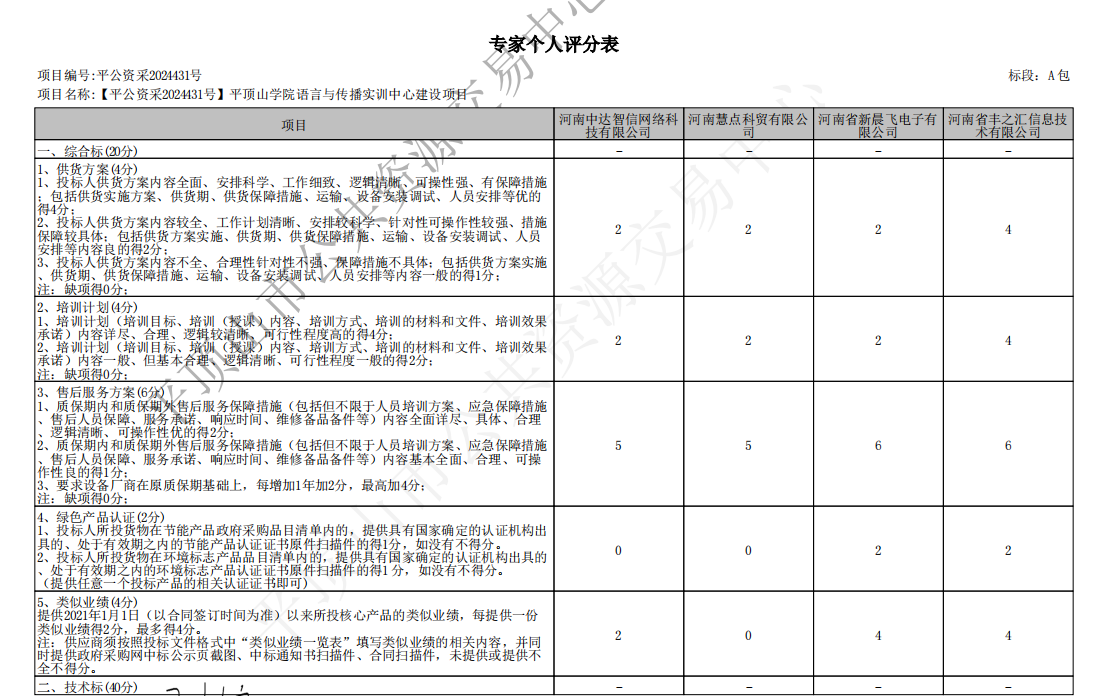 专家个人评分表
项目编号:平公资采2024431号
标段: A包
项目名称:【平公资采2024431号】平顶山学院语言与传播实训中心建设项目
项目
河南中达智信网络科
技有限公司
河南慧点科贸有限公
司
河南省新晨飞电子有
限公司
河南省丰之汇信息技
术有限公司
一、综合标(20分)
-
-
-
-
1、供货方案(4分)
1、投标人供货方案内容全面、安排科学、工作细致、逻辑清晰、可操性强、有保障措施
;包括供货实施方案、供货期、供货保障措施、运输、设备安装调试、人员安排等优的
得4分;
2、投标人供货方案内容较全、工作计划清晰、安排较科学、针对性可操作性较强、措施
保障较具体; 包括供货方案实施、供货期、供货保障措施、运输、设备安装调试、人员
安排等内容良的得2分;
3、投标人供货方案内容不全、合理性针对性不强、保障措施不具体; 包括供货方案实施
、供货期、供货保障措施、运输、设备安装调试、人员安排等内容一般的得1分;
注: 缺项得0分;
2
2
2
4
2、培训计划(4分)
1、培训计划（培训目标、培训（授课）内容、培训方式、培训的材料和文件、培训效果
承诺）内容详尽、合理、逻辑较清晰、可行性程度高的得4分;
2、培训计划（培训目标、培训（授课）内容、培训方式、培训的材料和文件、培训效果
承诺）内容一般、但基本合理、逻辑清晰、可行性程度一般的得2分;
注: 缺项得0分;
2
2
2
4
3、售后服务方案(6分)
1、质保期内和质保期外售后服务保障措施（包括但不限于人员培训方案、应急保障措施
、售后人员保障、服务承诺、响应时间、维修备品备件等）内容全面详尽、具体、合理
、逻辑清晰、可操作性优的得2分;
2、质保期内和质保期外售后服务保障措施（包括但不限于人员培训方案、应急保障措施
、售后人员保障、服务承诺、响应时间、维修备品备件等）内容基本全面、合理、可操
作性良的得1分;
3、要求设备厂商在原质保期基础上，每增加1年加2分，最高加4分;
注: 缺项得0分;
5
5
6
6
4、绿色产品认证(2分)
1、投标人所投货物在节能产品政府采购品目清单内的，提供具有国家确定的认证机构出
具的、处于有效期之内的节能产品认证证书原件扫描件的得1分，如没有不得分。
2、投标人所投货物在环境标志产品品目清单内的，提供具有国家确定的认证机构出具的
、处于有效期之内的环境标志产品认证证书原件扫描件的得1 分，如没有不得分。
（提供任意一个投标产品的相关认证证书即可)
0
0
2
2
5、类似业绩(4分)
提供2021年1月1日（以合同签订时间为准）以来所投核心产品的类似业绩，每提供一份
类似业绩得2分，最多得4分。
注: 供应商须按照投标文件格式中“类似业绩一览表”填写类似业绩的相关内容，并同
时提供政府采购网中标公示页截图、中标通知书扫描件、合同扫描件，未提供或提供不
全不得分。
2
0
4
4
二、技术标(40分)
-
-
-
-
平顶山市公共资源交易中心
平顶山市公共资源交易中心